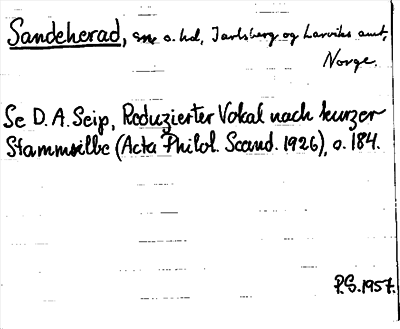 Sandeherad, sn o. hd, Jarlsberg og Larviks amt,
Norge.
Se D. A. Seip, Reduzierter Vokal nach kurzer
Stammsilbe (Acta Philol. Scand. 1926), s. 184.
P.S. 1957.